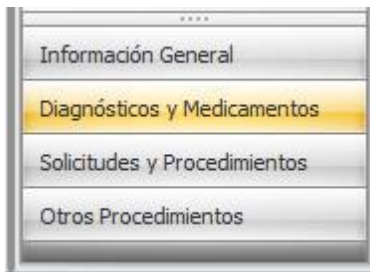 Información General
Diagnósticos y Medicamentos
Solicitudes y Procedimientos
Otros Procedimientos